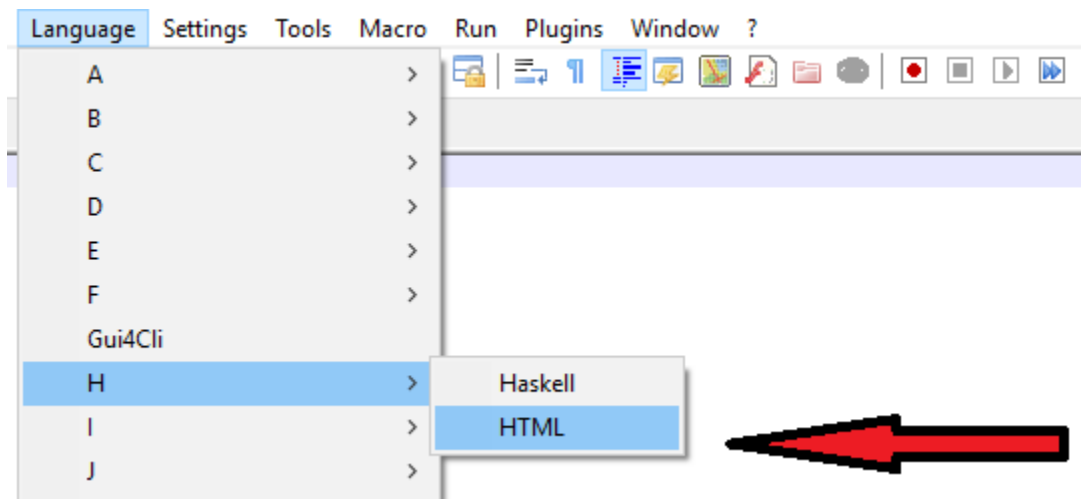 Language Settings Tools Macro Run Plugins Window ?
A
B
C
D
E
F
Gui4Cli
H
Haskell
I
HTML
J